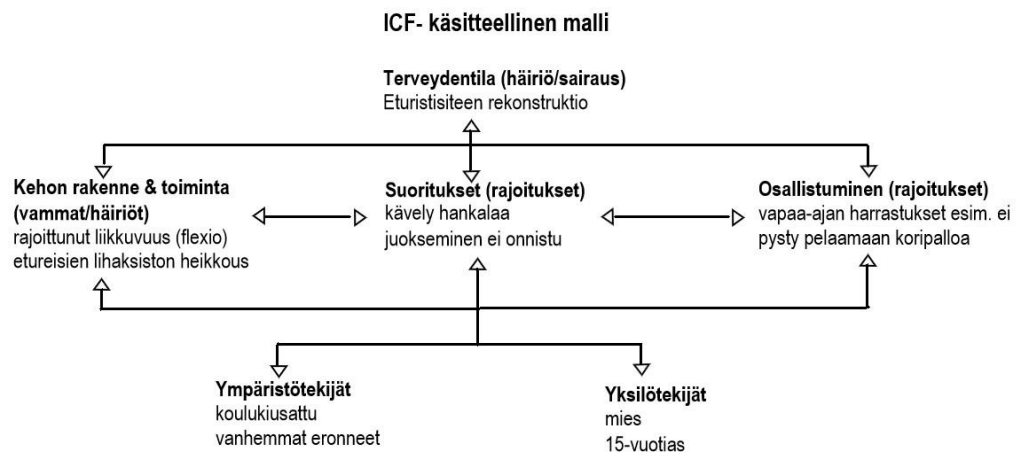 ICF- käsitteellinen malli
Terveydentila (häiriö/sairaus)
Eturistisiteen rekonstruktio
Kehon rakenne & toiminta
(vammat/häiriöt)
rajoittunut liikkuvuus (flexio)
etureisien lihaksiston heikkous
Suoritukset (rajoitukset)
kävely hankalaa
juokseminen ei onnistu
Osallistuminen (rajoitukset)
vapaa-ajan harrastukset esim. ei
pysty pelaamaan koripalloa
Ympäristötekijät
koulukiusattu
vanhemmat eronneet
Yksilötekijät
mies
15-vuotias